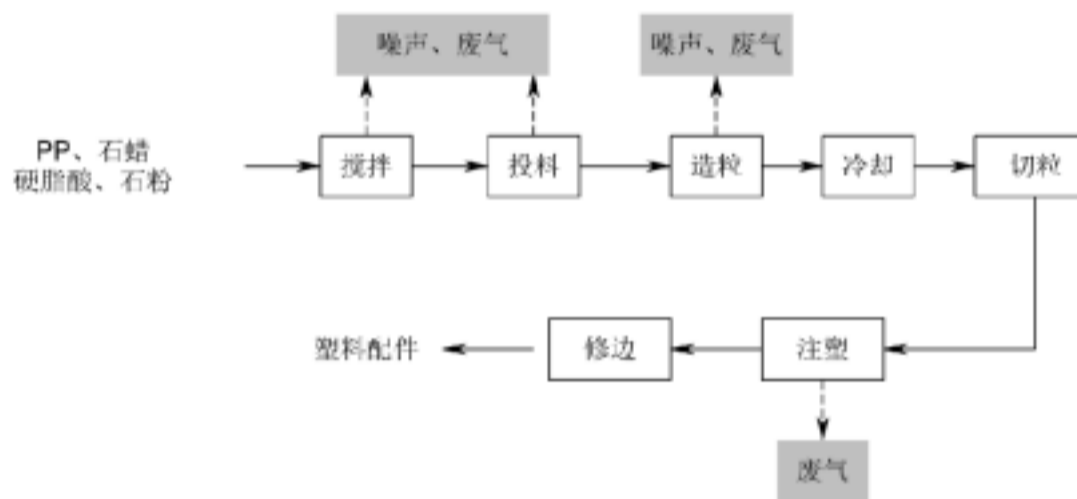 噪声、废气
噪声、废气
PP、石蜡
硬脂酸、石粉
搅拌
投料
造粒
冷却
切粒
塑料配件
修边
注塑
废气